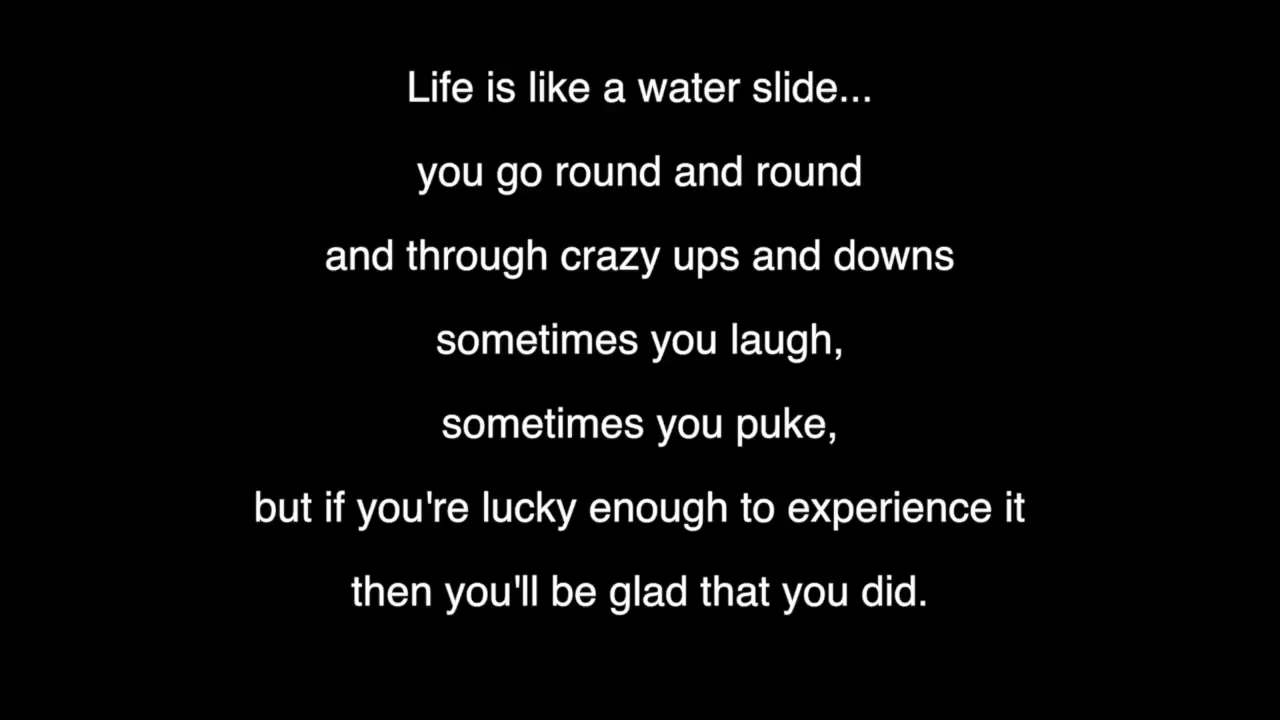 Life is like a water slide...
you go round and round
and through crazy ups and downs
sometimes you laugh,
sometimes you puke,
but if you're lucky enough to experience it
then you'll be glad that you did.